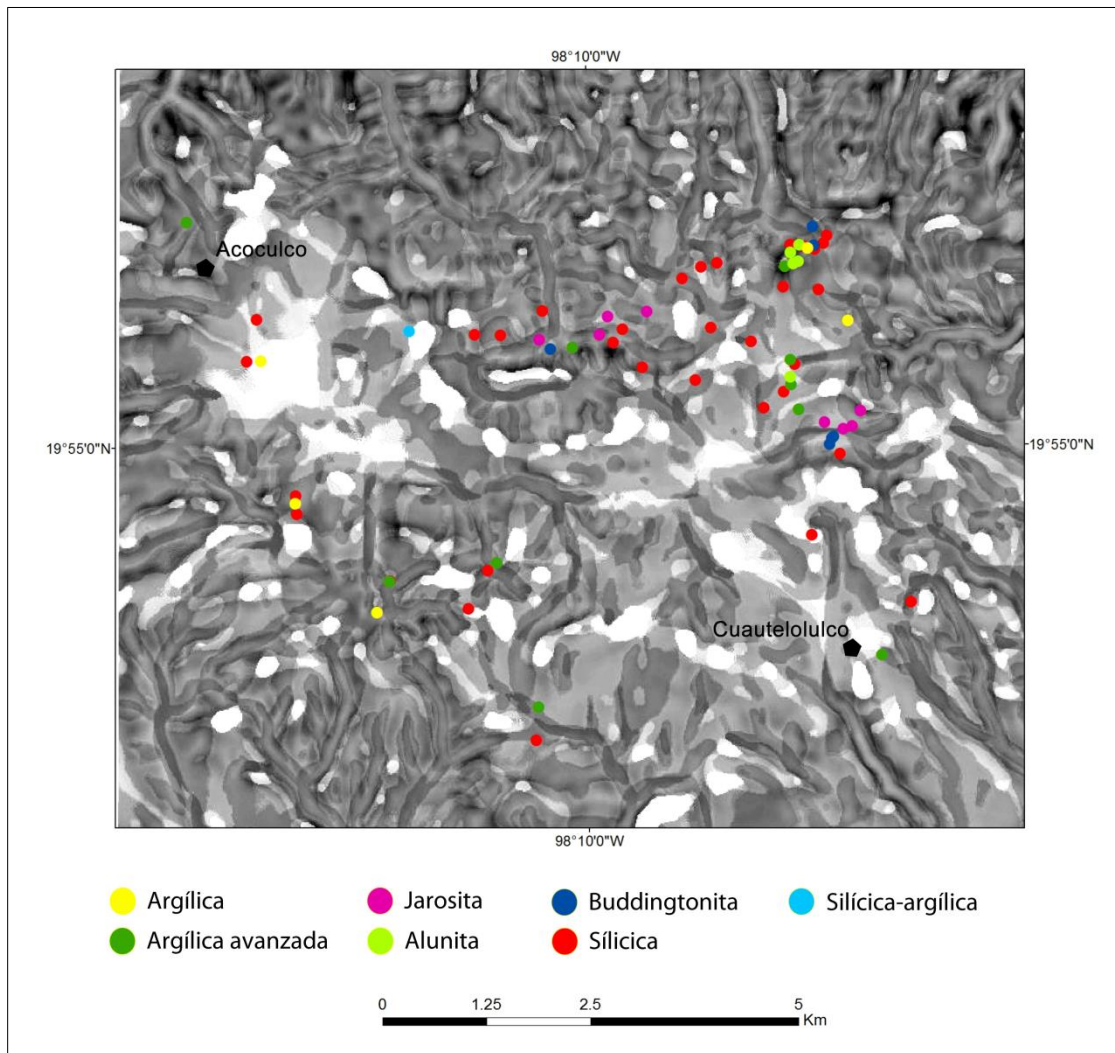 98°10'0"W
Acoculco
19°55'0"N
19°55'0"N
Cuautelolulco
98°10'0"W
Argílica
Jarosita
Buddingtonita
Silícica-argílica
Argílica avanzada
Alunita
Sílicica
0 1.25 2.5 5
Km